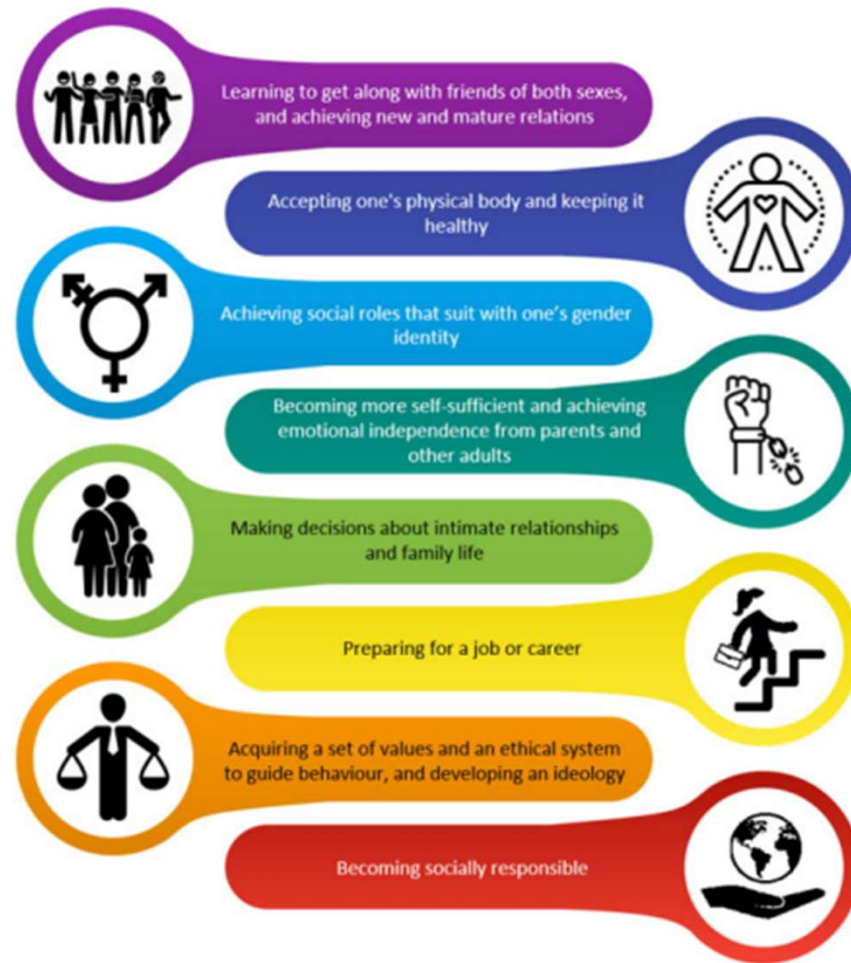 Learning to get along with friends of both sexes,
and achieving new and mature relations
Accepting one's physical body and keeping it
healthy
Achieving social roles that suit with one's gender
identity
Becoming more self-sufficient and achieving
emotional independence from parents and
other adults
Making decisions about intimate relationships
and family life
Preparing for a job or career
Acquiring a set of values and an ethical system
to guide behaviour, and developing an ideology
Becoming socially responsible